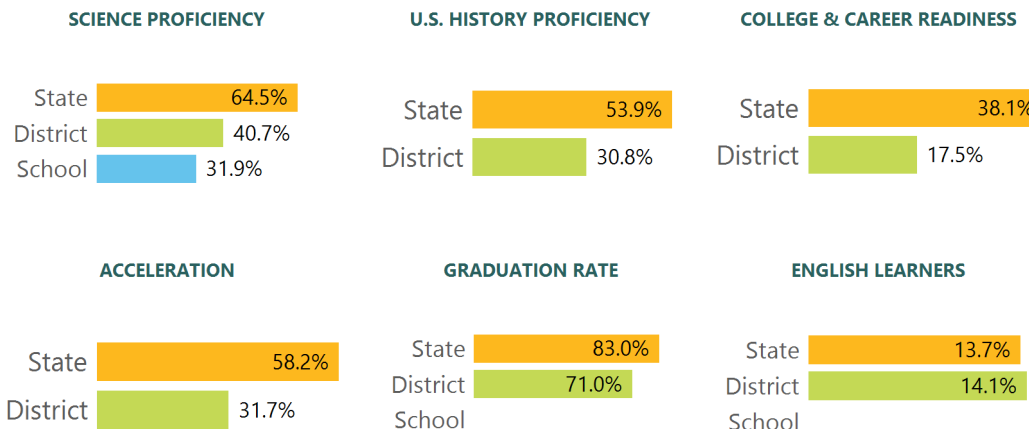 SCIENCE PROFICIENCY
State 64.5%
District 40.7%
School 31.9%
U.S. HISTORY PROFICIENCY
State 53.9%
District 30.8%
COLLEGE & CAREER READINESS
State 38.1%
District 17.5%
ACCELERATION
State 58.2%
District 31.7%
GRADUATION RATE
State 83.0%
District 71.0%
School
ENGLISH LEARNERS
State 13.7%
District 14.1%
School